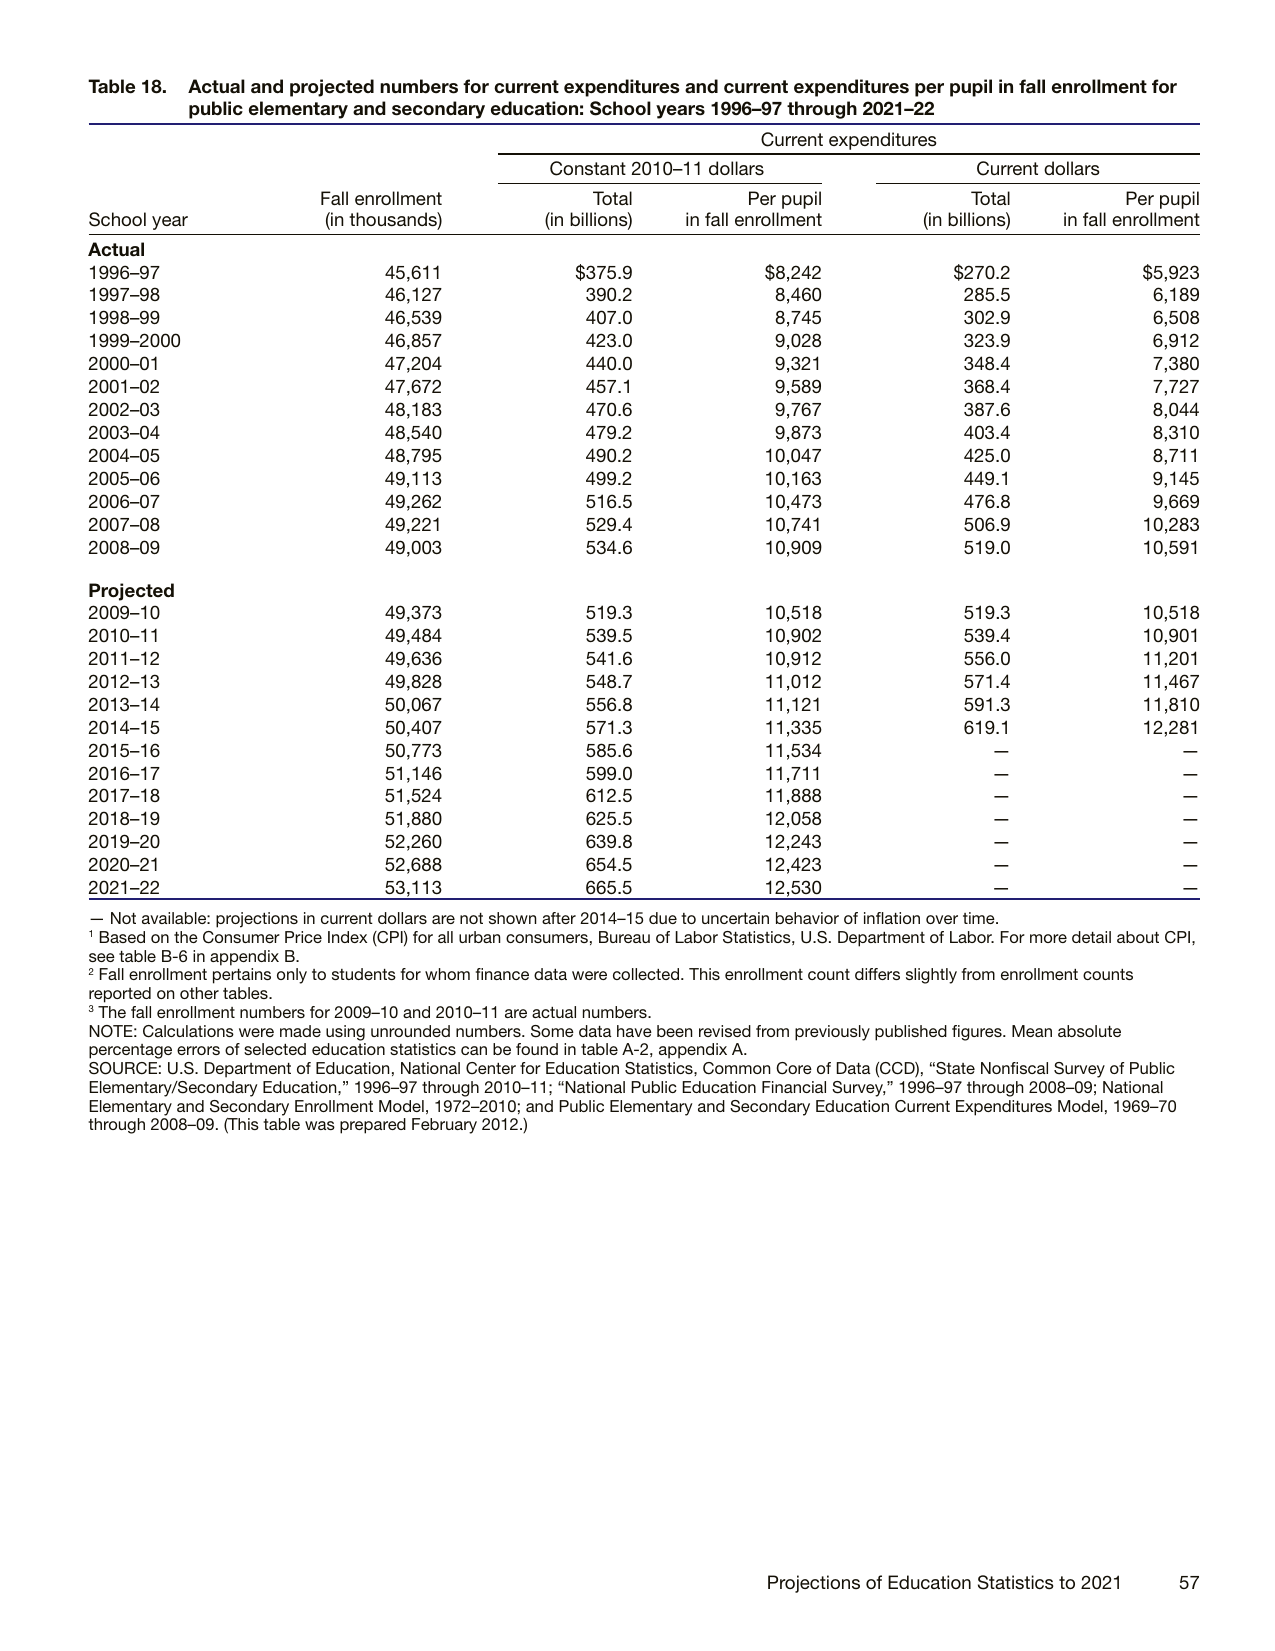 Table 18. Actual and projected numbers for current expenditures and current expenditures per pupil in fall enrollment for
public elementary and secondary education: School years 1996–97 through 2021–22
Current expenditures
Constant 2010–11 dollars Current dollars
Fall enrollment Total Per pupil Total Per pupil
School year (in thousands) (in billions) in fall enrollment (in billions) in fall enrollment
Actual
1996–97 45,611 $375.9 $8,242 $270.2 $5,923
1997–98 46,127 390.2 8,460 285.5 6,189
1998–99 46,539 407.0 8,745 302.9 6,508
1999–2000 46,857 423.0 9,028 323.9 6,912
2000–01 47,204 440.0 9,321 348.4 7,380
2001–02 47,672 457.1 9,589 368.4 7,727
2002–03 48,183 470.6 9,767 387.6 8,044
2003–04 48,540 479.2 9,873 403.4 8,310
2004–05 48,795 490.2 10,047 425.0 8,711
2005–06 49,113 499.2 10,163 449.1 9,145
2006–07 49,262 516.5 10,473 476.8 9,669
2007–08 49,221 529.4 10,741 506.9 10,283
2008–09 49,003 534.6 10,909 519.0 10,591
Projected
2009–10 49,373 519.3 10,518 519.3 10,518
2010–11 49,484 539.5 10,902 539.4 10,901
2011–12 49,636 541.6 10,912 556.0 11,201
2012–13 49,828 548.7 11,012 571.4 11,467
2013–14 50,067 556.8 11,121 591.3 11,810
2014–15 50,407 571.3 11,335 619.1 12,281
2015–16 50,773 585.6 11,534 — —
2016–17 51,146 599.0 11,711 — —
2017–18 51,524 612.5 11,888 — —
2018–19 51,880 625.5 12,058 — —
2019–20 52,260 639.8 12,243 — —
2020–21 52,688 654.5 12,423 — —
2021–22 53,113 665.5 12,530 — —
— Not available: projections in current dollars are not shown after 2014–15 due to uncertain behavior of inflation over time.
¹ Based on the Consumer Price Index (CPI) for all urban consumers, Bureau of Labor Statistics, U.S. Department of Labor. For more detail about CPI,
see table B-6 in appendix B.
² Fall enrollment pertains only to students for whom finance data were collected. This enrollment count differs slightly from enrollment counts
reported on other tables.
³ The fall enrollment numbers for 2009–10 and 2010–11 are actual numbers.
NOTE: Calculations were made using unrounded numbers. Some data have been revised from previously published figures. Mean absolute
percentage errors of selected education statistics can be found in table A-2, appendix A.
SOURCE: U.S. Department of Education, National Center for Education Statistics, Common Core of Data (CCD), “State Nonfiscal Survey of Public
Elementary/Secondary Education,” 1996–97 through 2010–11; “National Public Education Financial Survey,” 1996–97 through 2008–09; National
Elementary and Secondary Enrollment Model, 1972–2010; and Public Elementary and Secondary Education Current Expenditures Model, 1969–70
through 2008–09. (This table was prepared February 2012.)
Projections of Education Statistics to 2021 57